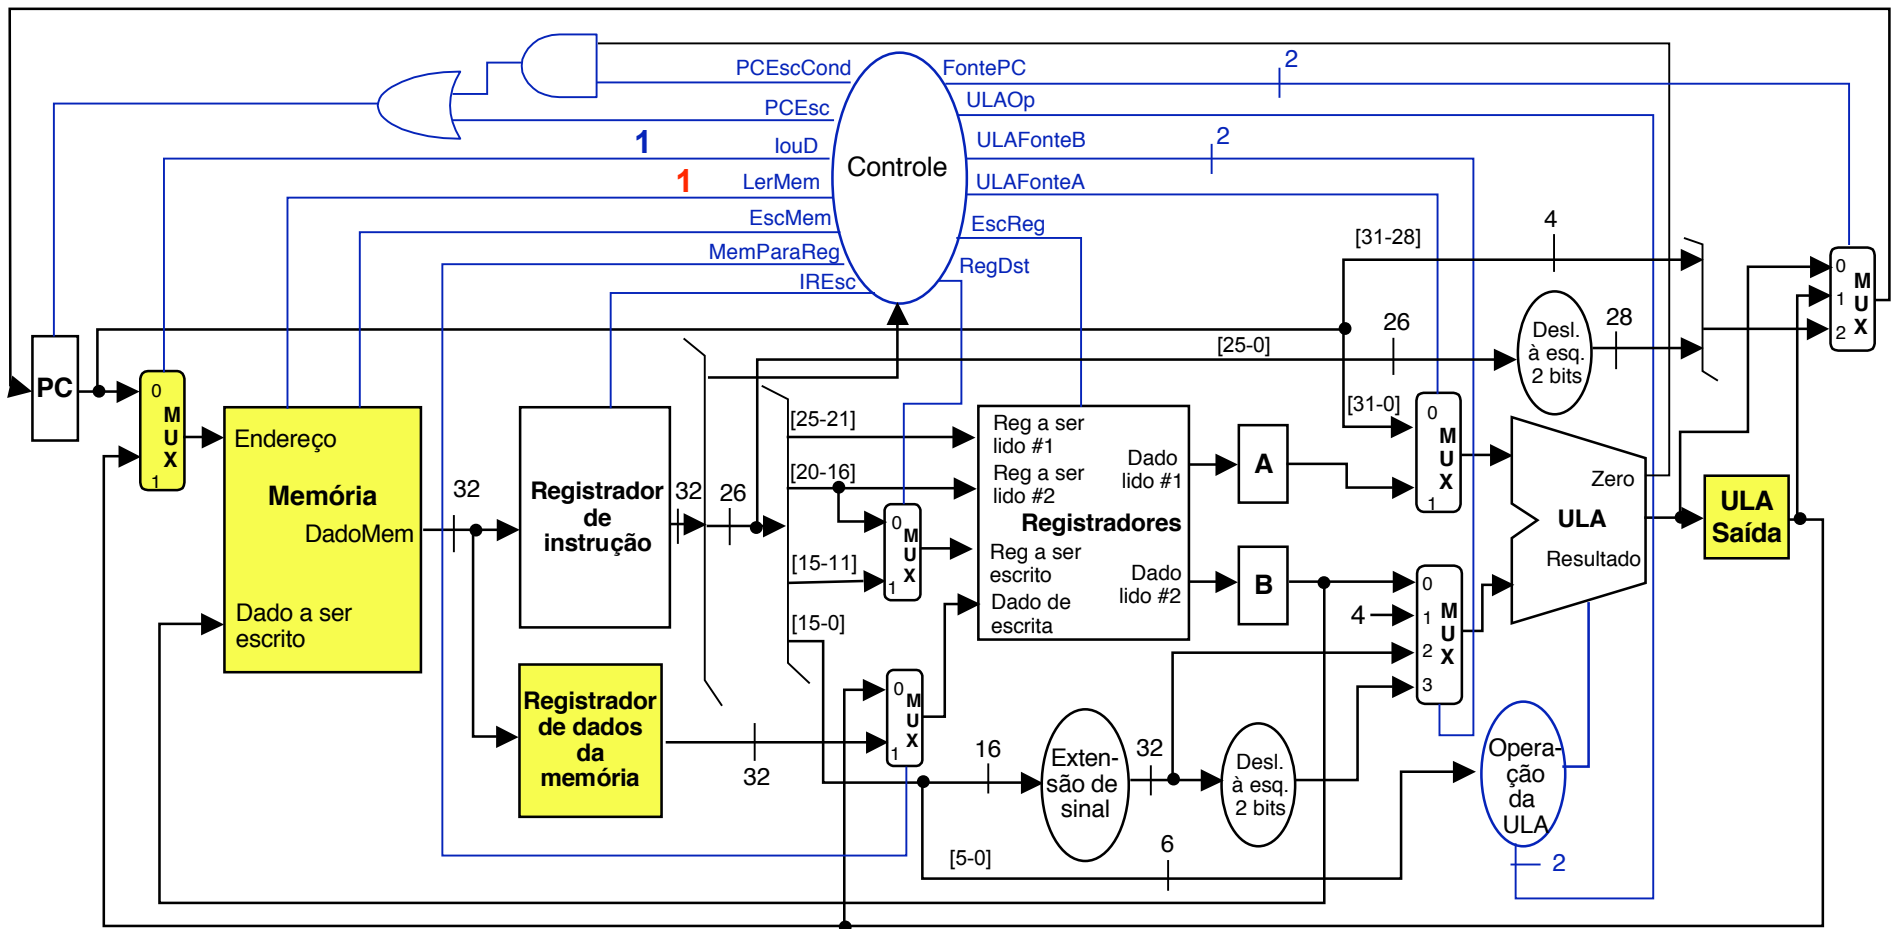 2
PCEscCond
FontePC
PCEsc
ULAOp
1
IouD
2
ULAFonteB
Controle
1
LerMem
ULAFonteA
EscMem
EscReg
MemParaReg
RegDst
IREsc
[31-28]
4
0
1
2
M
U
X
26
28
[25-0]
Desl.
à esq.
2 bits
PC
0
M
U
X
1
Endereço
Memória
DadoMem
Dado a ser
escrito
32
Registrador
de
instrução
32
26
[25-21]
[20-16]
[15-11]
[15-0]
0
M
U
X
1
Reg a ser
lido #1
Reg a ser
lido #2
Registradores
Reg a ser
escrito
Dado de
escrita
Dado
lido #1
Dado
lido #2
A
B
[31-0]
0
M
U
X
1
0
4
1
2
3
M
U
X
Zero
ULA
Resultado
ULA
Saída
Registrador
de dados
da
memória
32
0
M
U
X
1
16
Exten-
são de
sinal
32
Desl.
à esq.
2 bits
Opera-
ção
da
ULA
2
[5-0]
6